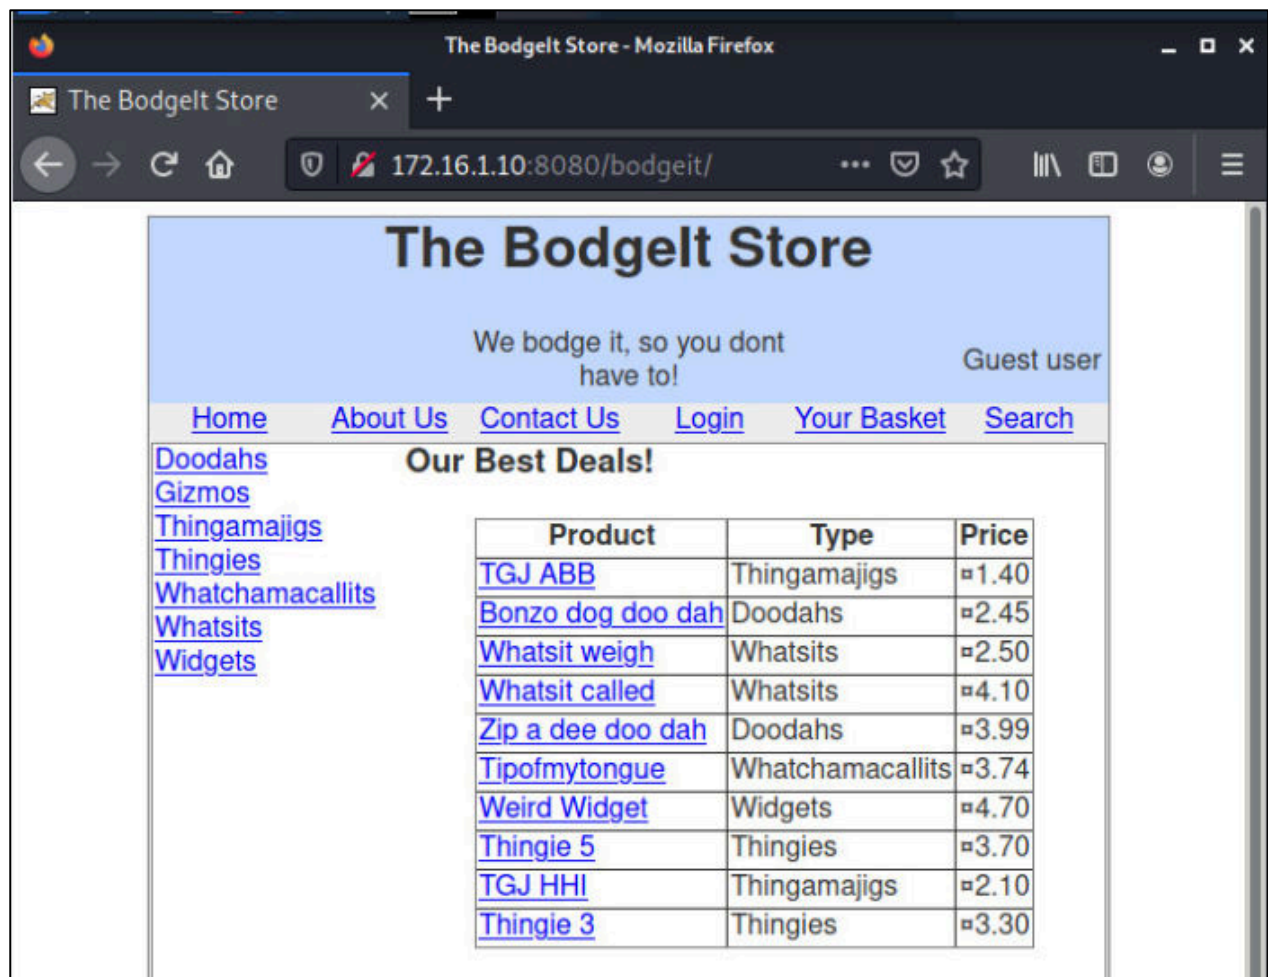 The BodgeIt Store - Mozilla Firefox
The BodgeIt Store
172.16.1.10:8080/bodgeit/
The BodgeIt Store
We bodge it, so you dont
have to!
Guest user
Home About Us Contact Us Login Your Basket Search
Doodahs
Gizmos
Thingamajigs
Thingies
Whatchamacallits
Whatsits
Widgets
Our Best Deals!
Product Type Price
TGJ ABB Thingamajigs ¤1.40
Bonzo dog doo dah Doodahs ¤2.45
Whatsit weigh Whatsits ¤2.50
Whatsit called Whatsits ¤4.10
Zip a dee doo dah Doodahs ¤3.99
Tipofmytongue Whatchamacallits ¤3.74
Weird Widget Widgets ¤4.70
Thingie 5 Thingies ¤3.70
TGJ HHI Thingamajigs ¤2.10
Thingie 3 Thingies ¤3.30